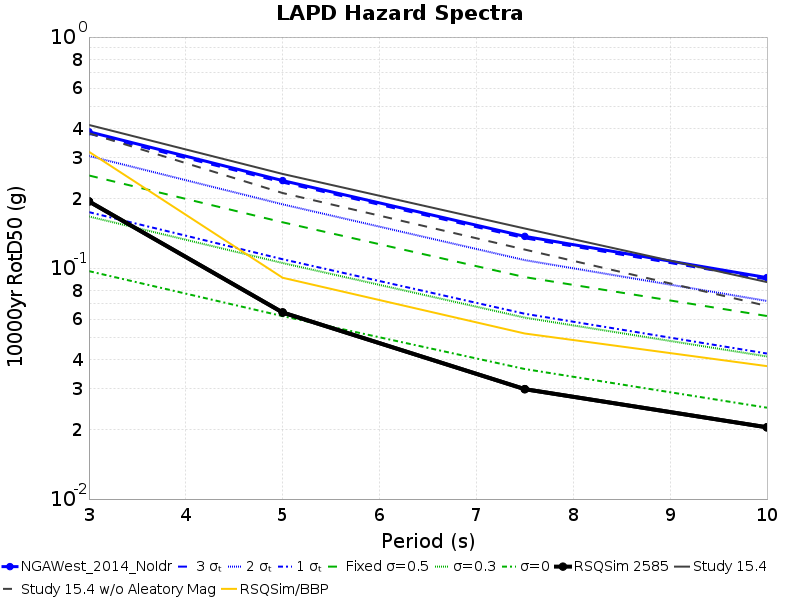 LAPD Hazard Spectra
10⁰
8
6
4
3
2
10⁻¹
8
6
4
3
2
10⁻²
10000yr RotD50 (g)
3 4 5 6 7 8 9 10
Period (s)
NGAWest_2014_NoIdr 3 σₜ 2 σₜ 1 σₜ Fixed σ=0.5 σ=0.3 σ=0 RSQSim 2585 Study 15.4
Study 15.4 w/o Aleatory Mag RSQSim/BBP